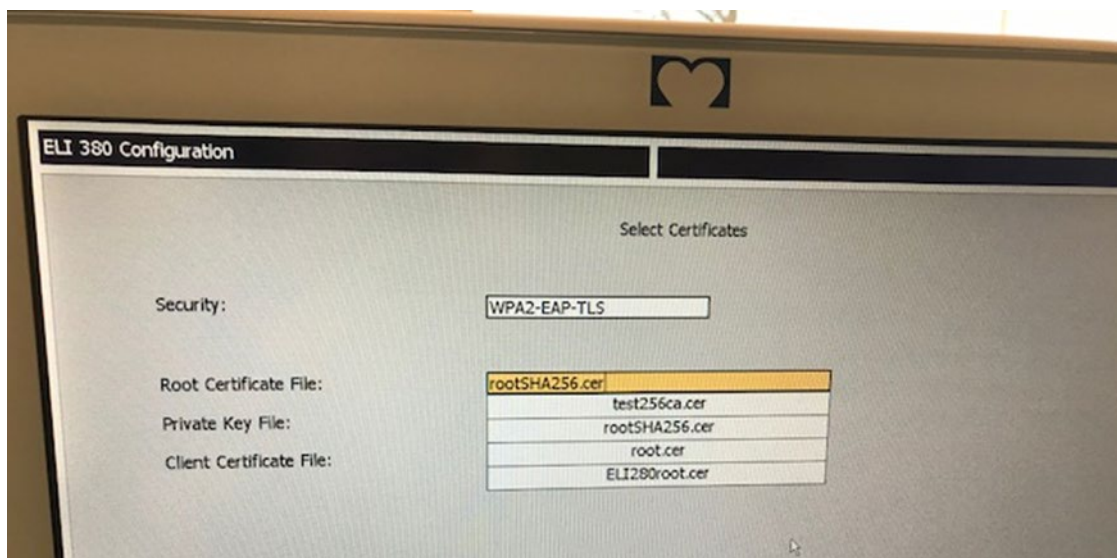 ELI 380 Configuration
Select Certificates
Security: WPA2-EAP-TLS
Root Certificate File: rootSHA256.cer
test256ca.cer
Private Key File:
rootSHA256.cer
root.cer
Client Certificate File:
ELI280root.cer